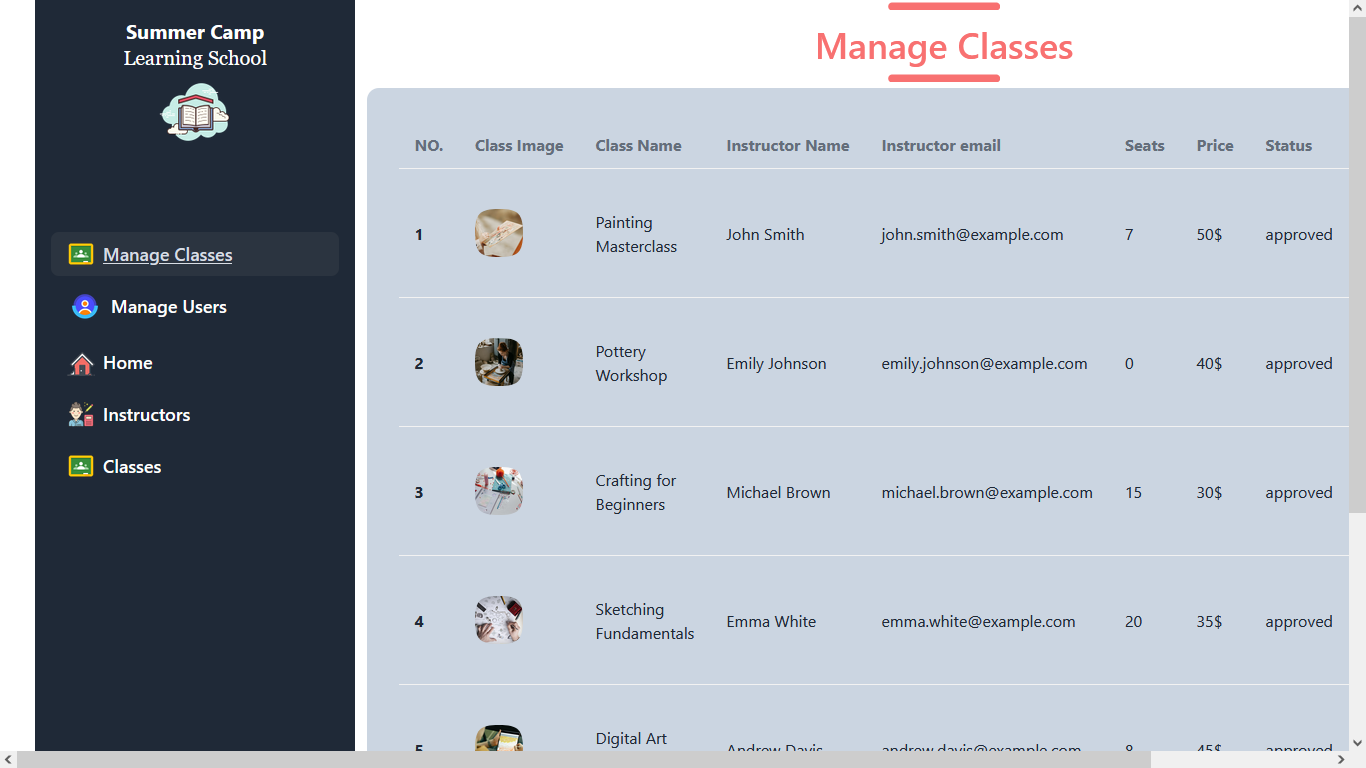 Summer Camp
Learning School
Manage Classes
Manage Users
Home
Instructors
Classes
Manage Classes
NO. Class Image Class Name Instructor Name Instructor email Seats Price Status
1 Painting Masterclass John Smith john.smith@example.com 7 50$ approved
2 Pottery Workshop Emily Johnson emily.johnson@example.com 0 40$ approved
3 Crafting for Beginners Michael Brown michael.brown@example.com 15 30$ approved
4 Sketching Fundamentals Emma White emma.white@example.com 20 35$ approved
5 Digital Art Andrew Davis andrew.davis@example.com 8 45$ approved